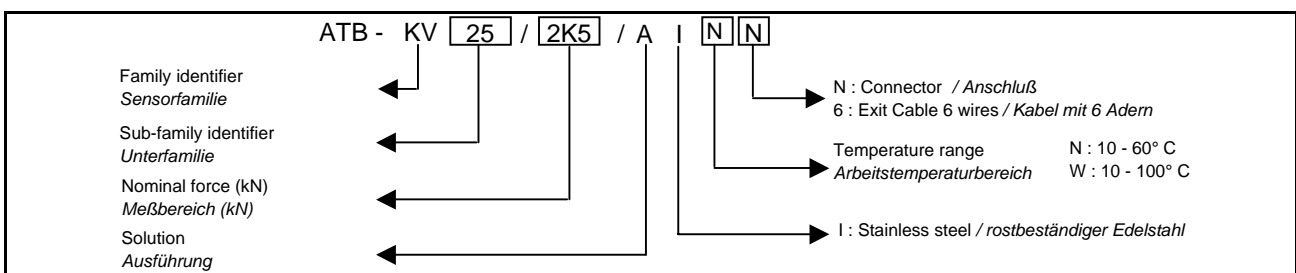 ATB - KV 25 / 2K5 / A I N N
Family identifier
Sensorfamilie
Sub-family identifier
Unterfamilie
Nominal force (kN)
Meßbereich (kN)
Solution
Ausführung
N : Connector / Anschluß
6 : Exit Cable 6 wires / Kabel mit 6 Adern
Temperature range N : 10 - 60° C
Arbeitstemperaturbereich W : 10 - 100° C
I : Stainless steel / rostbeständiger Edelstahl